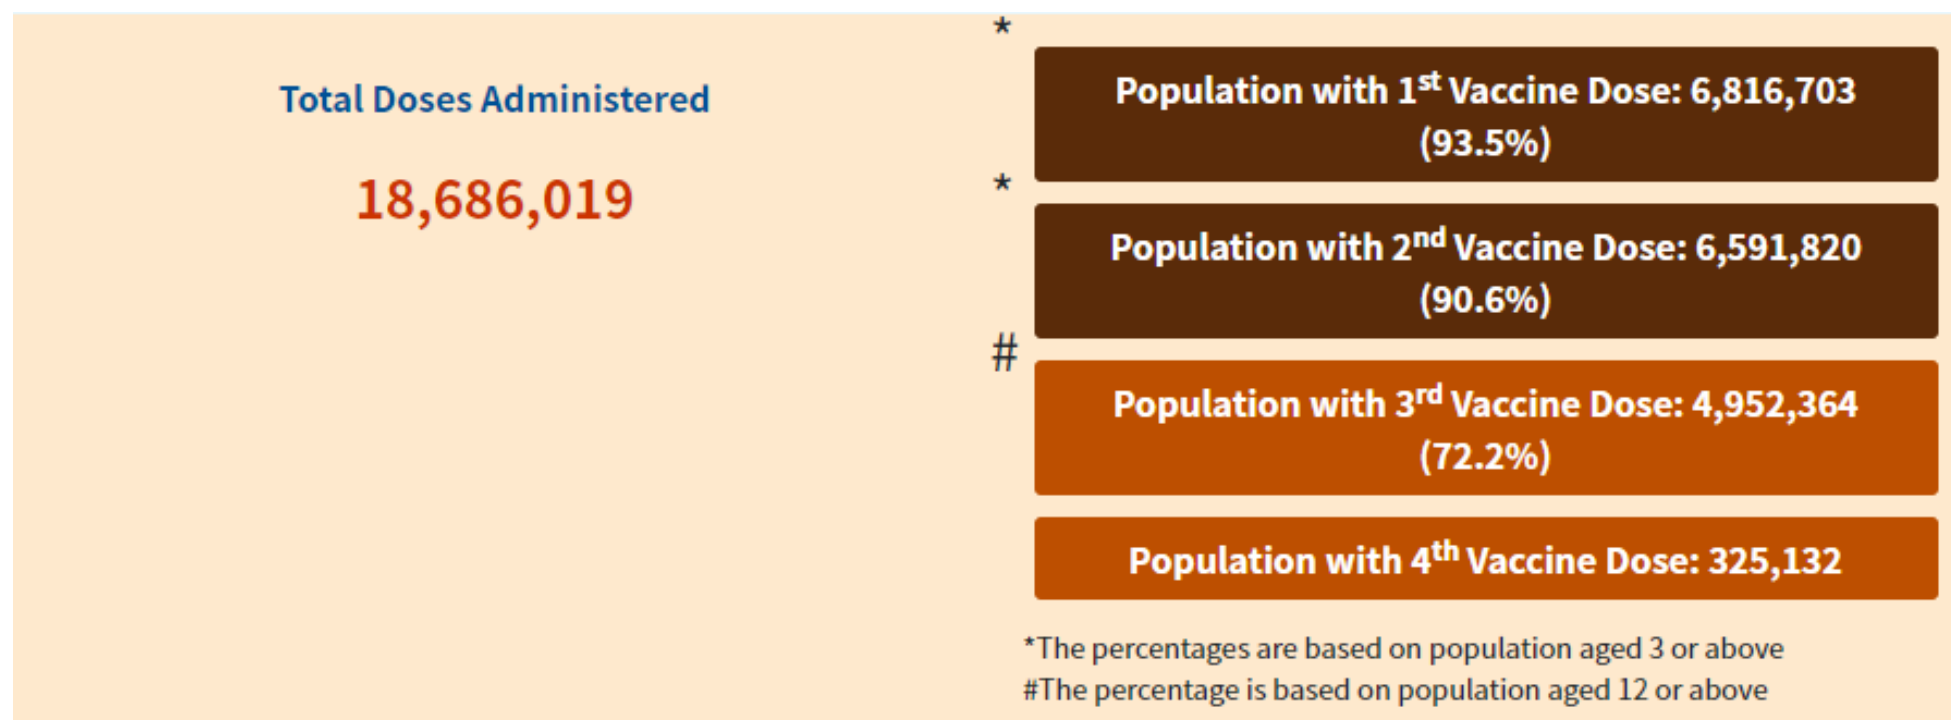 Total Doses Administered
18,686,019
*
Population with 1st Vaccine Dose: 6,816,703
(93.5%)
*
Population with 2nd Vaccine Dose: 6,591,820
(90.6%)
#
Population with 3rd Vaccine Dose: 4,952,364
(72.2%)
Population with 4th Vaccine Dose: 325,132
*The percentages are based on population aged 3 or above
#The percentage is based on population aged 12 or above